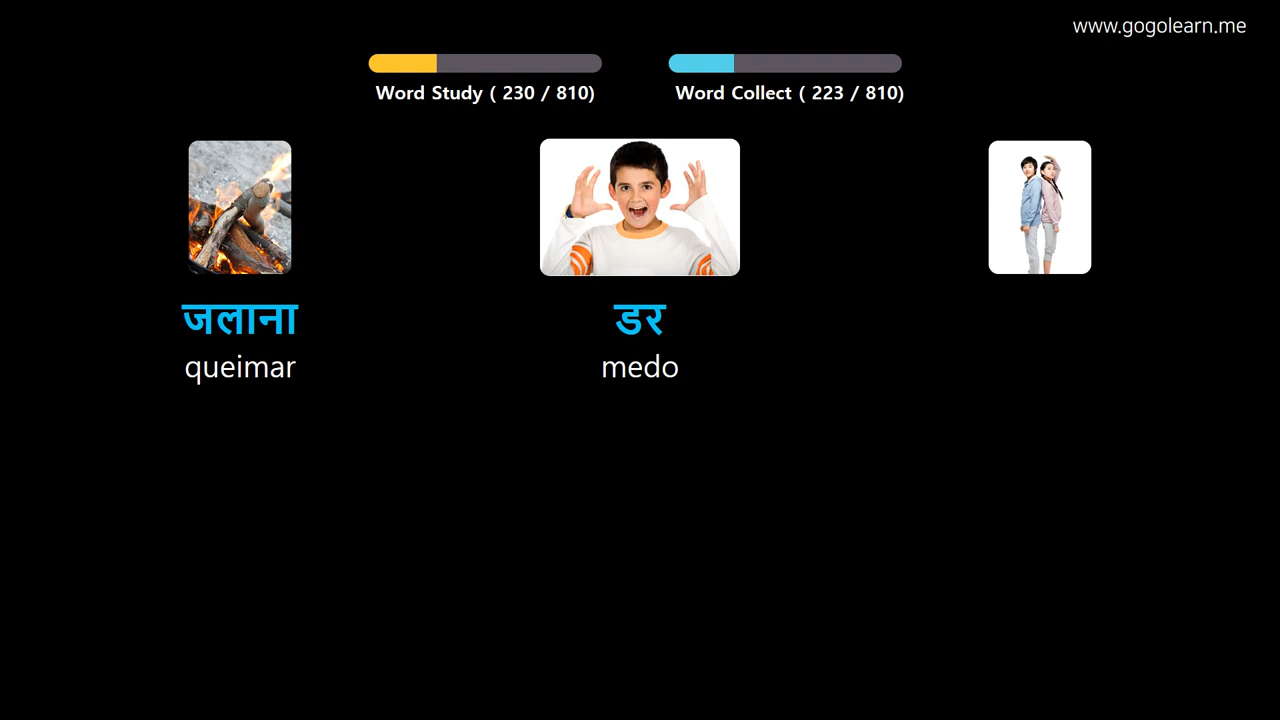 www.gogolearn.me
Word Study ( 230 / 810)
Word Collect ( 223 / 810)
जलाना
queimar
डर
medo